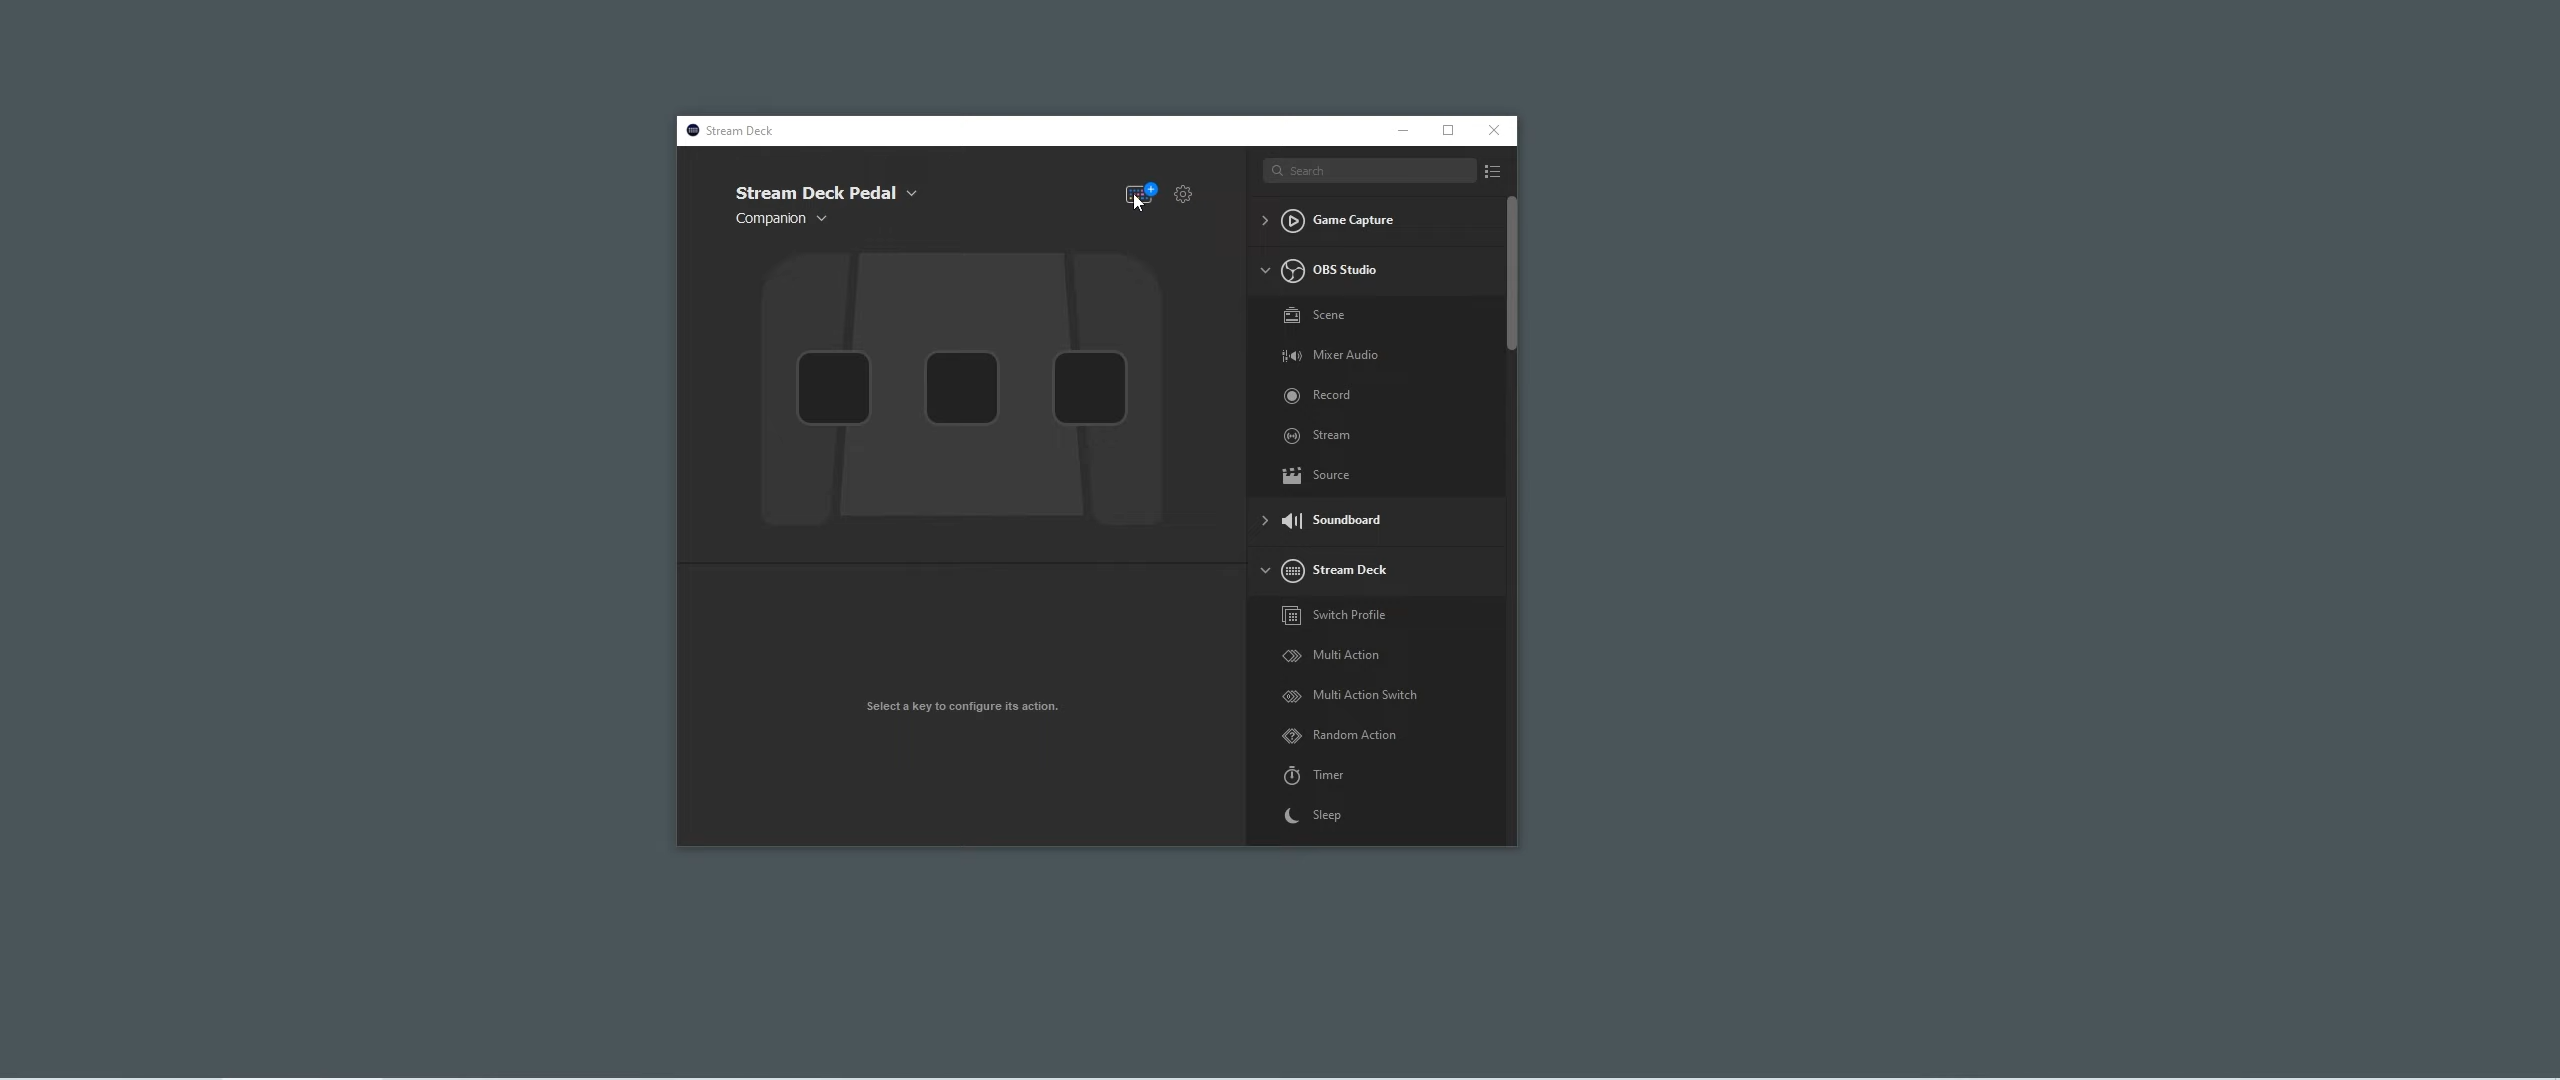 Stream Deck
Stream Deck Pedal
Companion
Search
Game Capture
OBS Studio
Scene
Mixer Audio
Record
Stream
Source
Soundboard
Stream Deck
Switch Profile
Multi Action
Multi Action Switch
Random Action
Timer
Sleep
Select a key to configure its action.